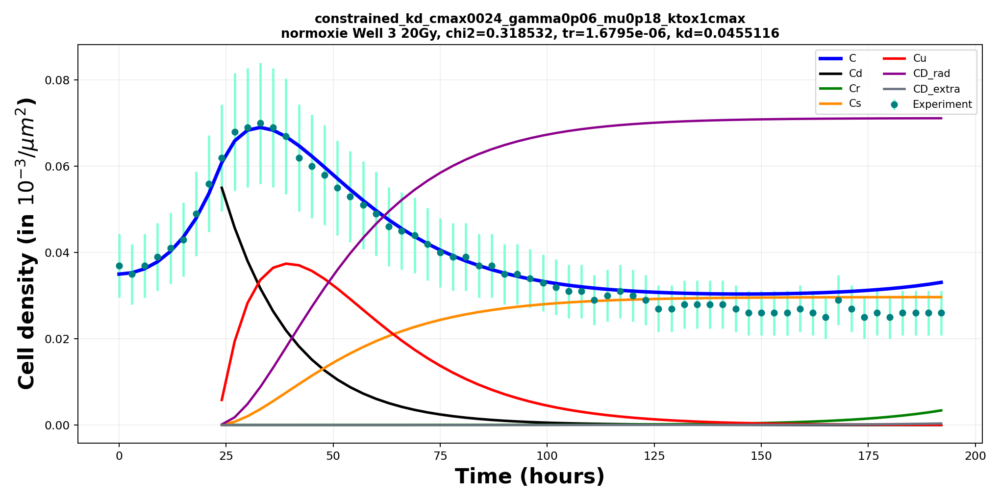 constrained_kd_cmax0024_gamma0p06_mu0p18_ktox1cmax
normoxie Well 3 20Gy, chi2=0.318532, tr=1.6795e-06, kd=0.0455116
Cell density (in 10⁻³/μm²)
0.08
0.06
0.04
0.02
0.00
C
Cd
Cr
Cs
Cu
CD_rad
CD_extra
Experiment
0 25 50 75 100 125 150 175 200
Time (hours)